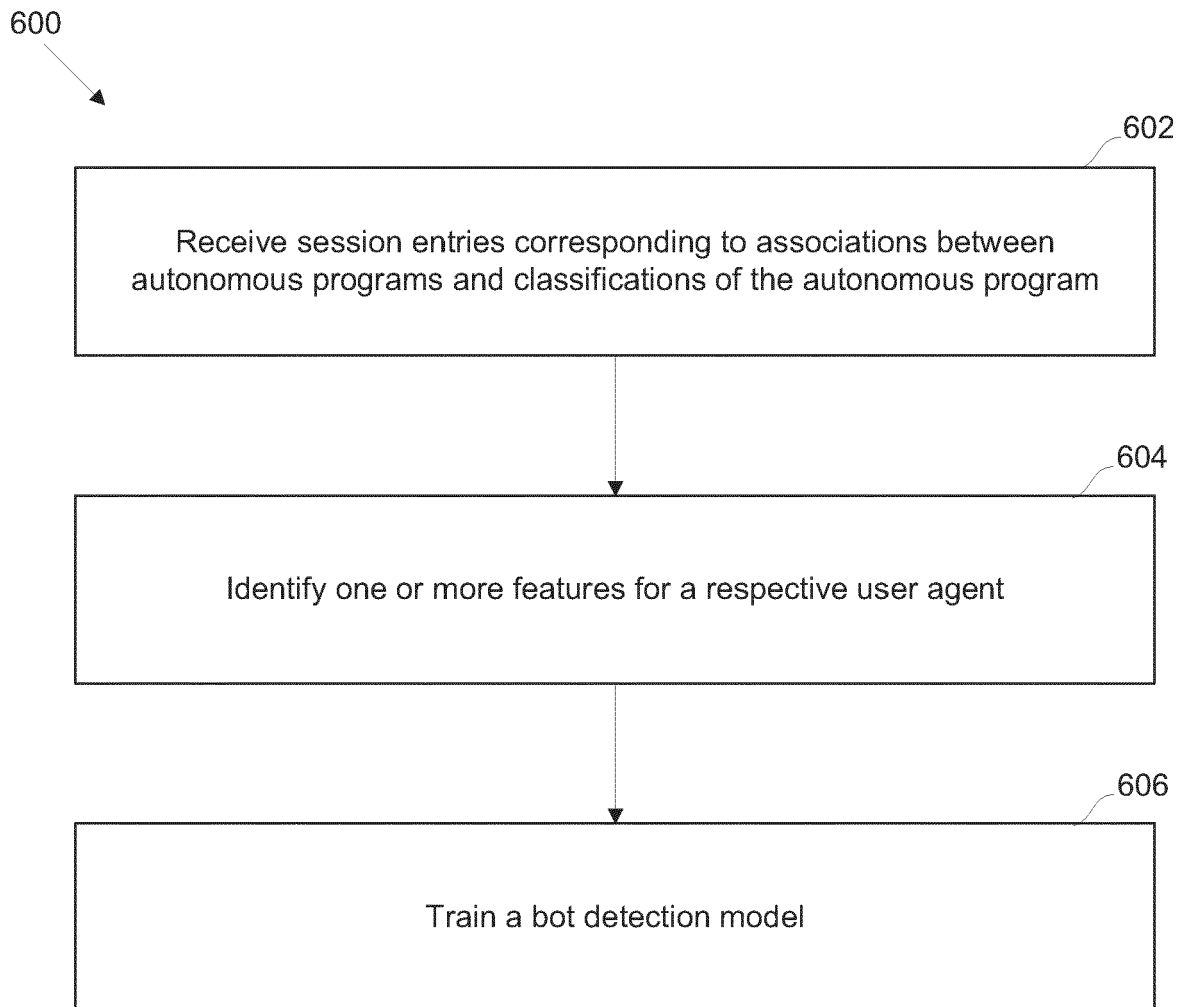 600
602
Receive session entries corresponding to associations between
autonomous programs and classifications of the autonomous program
604
Identify one or more features for a respective user agent
606
Train a bot detection model